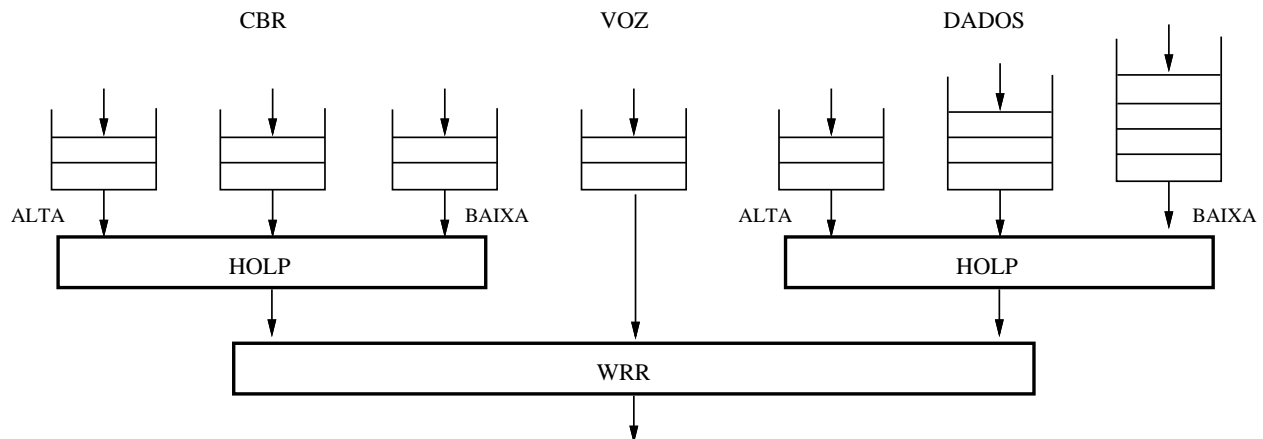 CBR
VOZ
DADOS
ALTA
BAIXA
ALTA
BAIXA
HOLP
HOLP
WRR